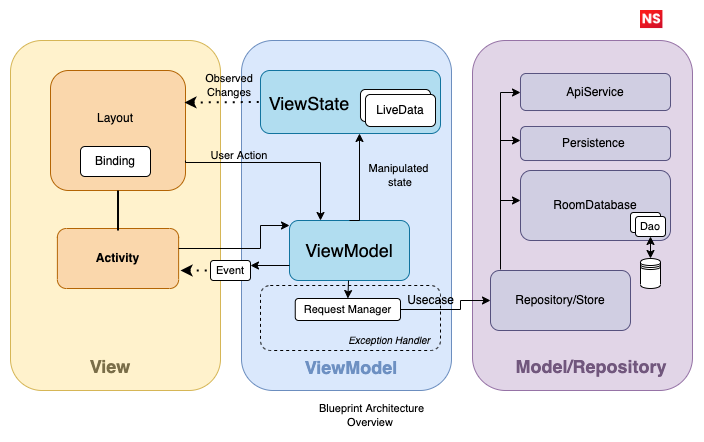 NS
Observed
Changes
Layout
Binding
ViewState
LiveData
ApiService
Persistence
User Action
Manipulated
state
RoomDatabase
Dao
Activity
ViewModel
Event
Request Manager
Usecase
Repository/Store
Exception Handler
View
ViewModel
Model/Repository
Blueprint Architecture
Overview